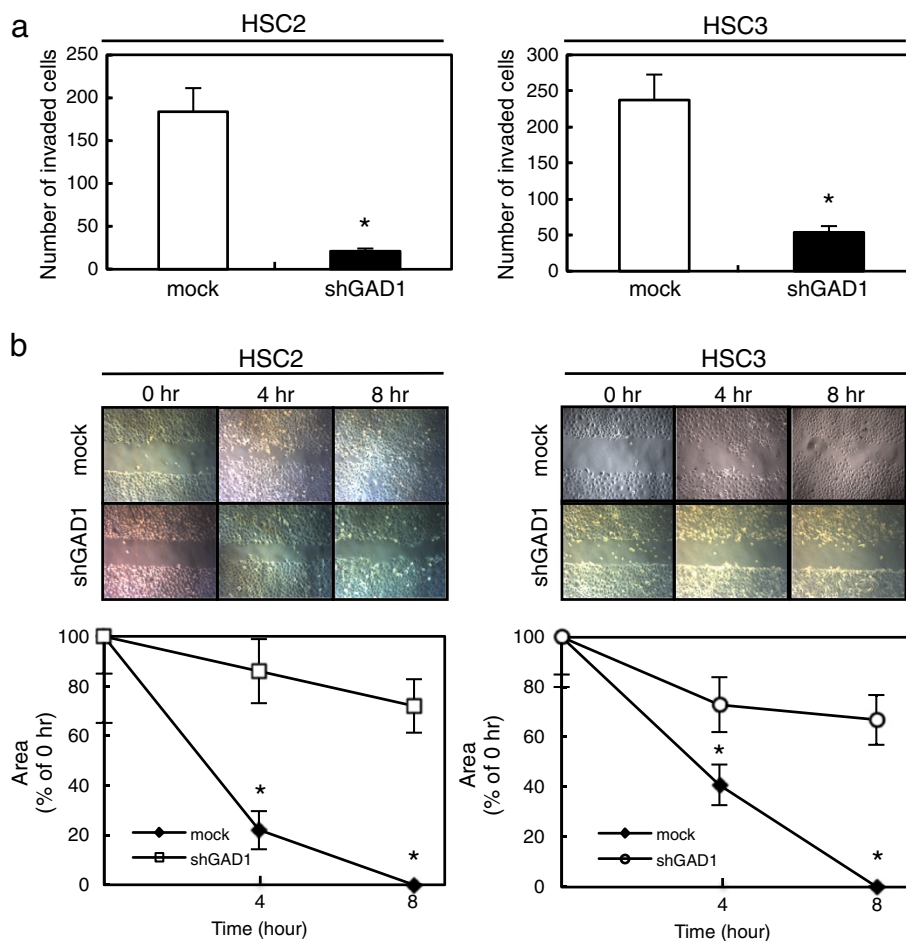 a
HSC2
Number of invaded cells
250
200
150
100
50
0
*
mock
shGAD1
HSC3
Number of invaded cells
300
250
200
150
100
50
0
*
mock
shGAD1
b
HSC2
0 hr
4 hr
8 hr
mock
shGAD1
HSC3
0 hr
4 hr
8 hr
mock
shGAD1
Area
(% of 0 hr)
100
80
60
40
20
0
*
*
mock
shGAD1
4
8
Time (hour)
Area
(% of 0 hr)
100
80
60
40
20
0
*
*
mock
shGAD1
4
8
Time (hour)